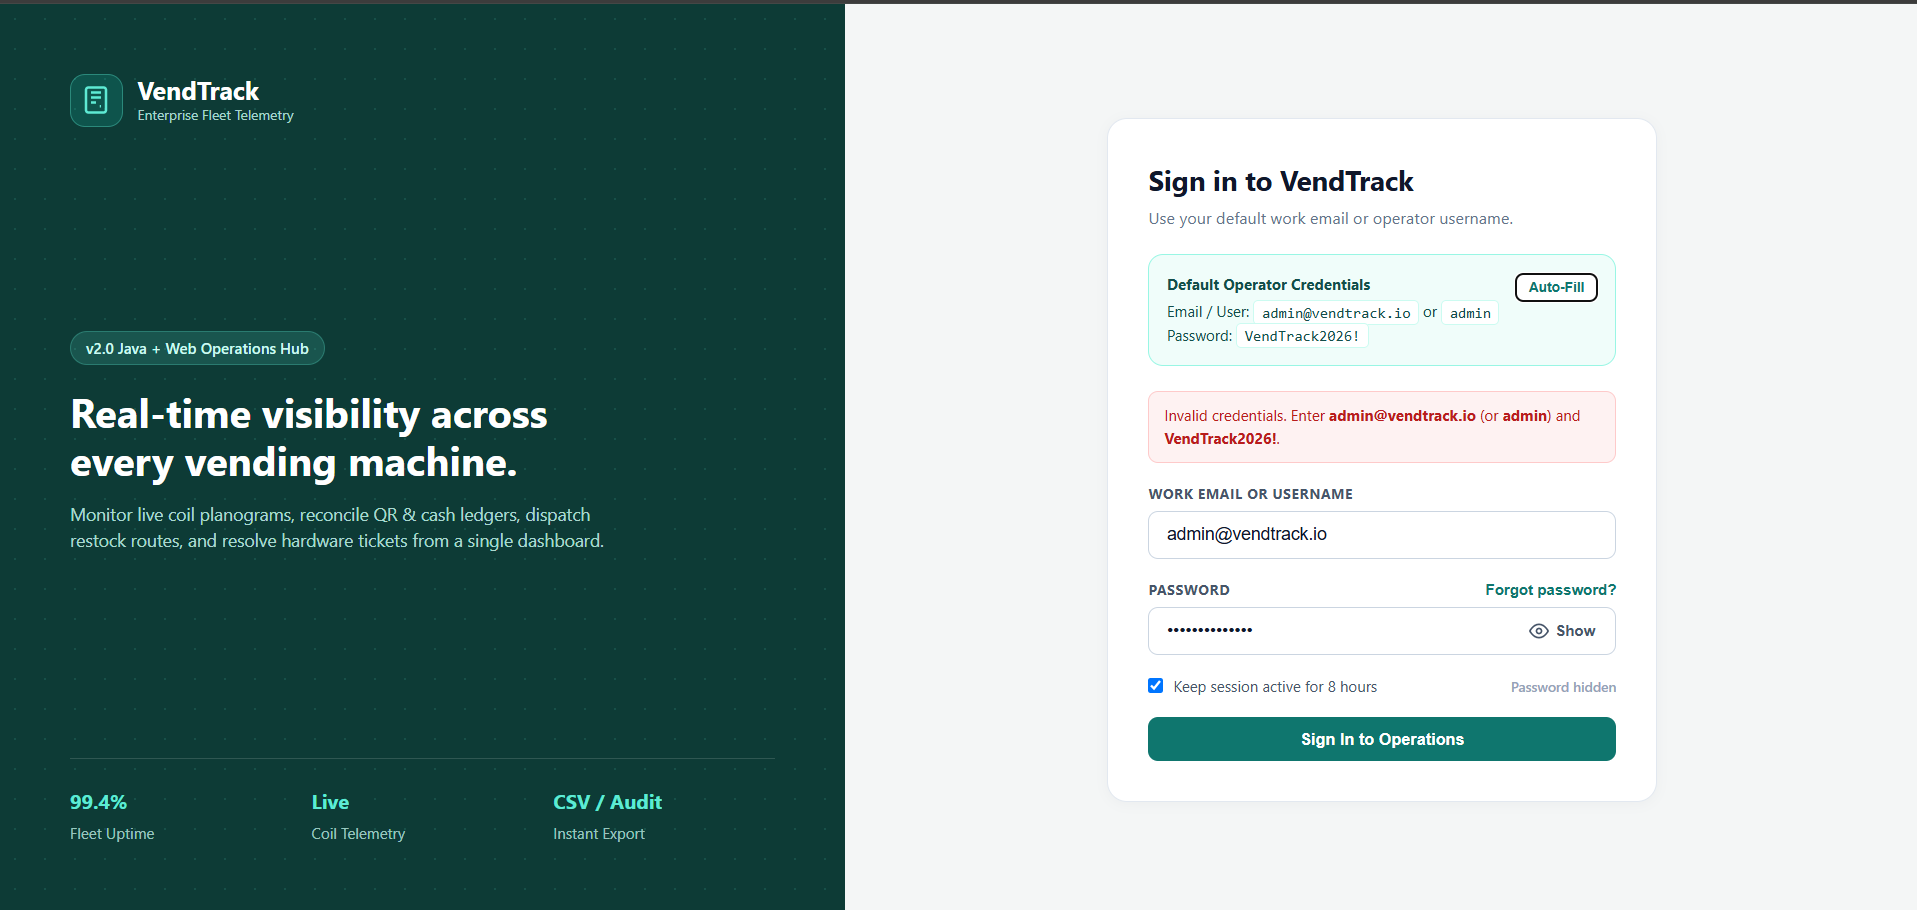 VendTrack
Enterprise Fleet Telemetry
v2.0 Java + Web Operations Hub
Real-time visibility across
every vending machine.
Monitor live coil planograms, reconcile QR & cash ledgers, dispatch
restock routes, and resolve hardware tickets from a single dashboard.
99.4%
Fleet Uptime
Live
Coil Telemetry
CSV / Audit
Instant Export
Sign in to VendTrack
Use your default work email or operator username.
Default Operator Credentials
Auto-Fill
Email / User: admin@vendtrack.io or admin
Password: VendTrack2026!
Invalid credentials. Enter admin@vendtrack.io (or admin) and
VendTrack2026!.
WORK EMAIL OR USERNAME
admin@vendtrack.io
PASSWORD
Forgot password?
••••••••••••••
Show
Keep session active for 8 hours
Password hidden
Sign In to Operations